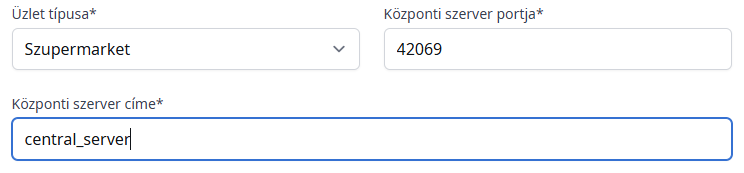 Üzlet típusa*
Központi szerver portja*
Szupermarket
42069
Központi szerver címe*
central_server